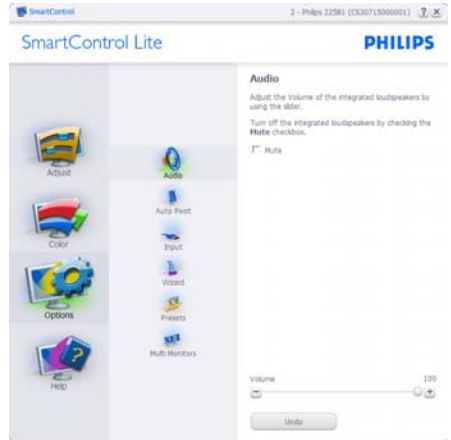 SmartControl
2 - Philips 225B1 (CS30715000001)
SmartControl Lite
PHILIPS
Audio
Adjust the Volume of the integrated loudspeakers by
using the slider.
Turn off the integrated loudspeakers by checking the
Mute checkbox.
Mute
Adjust
Color
Options
Help
Audio
Auto Pivot
Input
Wizard
Presets
Multi Monitors
Volume
100
Undo